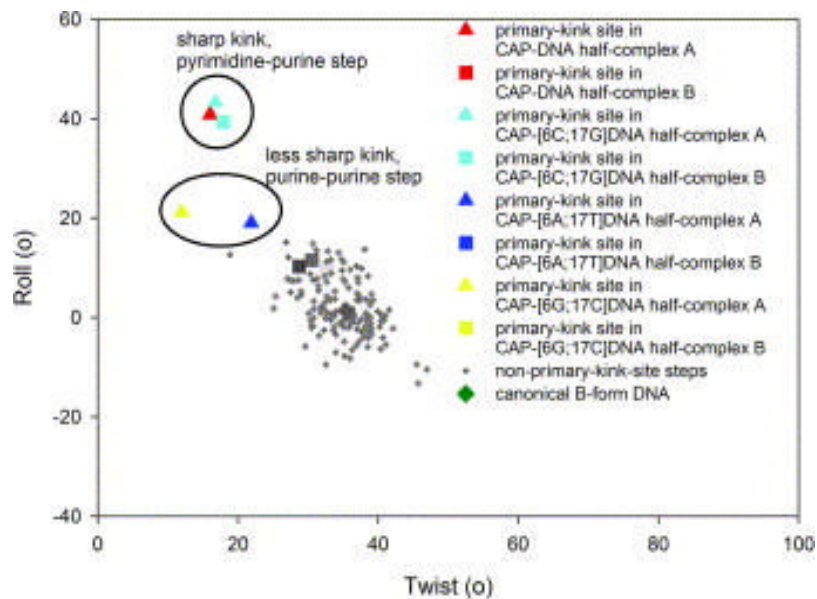 60
40
20
0
-20
-40
0
20
40
60
80
100
Roll (o)
Twist (o)
sharp kink,
pyrimidine-purine step
less sharp kink,
purine-purine step
primary-kink site in
CAP-DNA half-complex A
primary-kink site in
CAP-DNA half-complex B
primary-kink site in
CAP-[6C;17G]DNA half-complex A
primary-kink site in
CAP-[6C;17G]DNA half-complex B
primary-kink site in
CAP-[6A;17T]DNA half-complex A
primary-kink site in
CAP-[6A;17T]DNA half-complex B
primary-kink site in
CAP-[6G;17C]DNA half-complex A
primary-kink site in
CAP-[6G;17C]DNA half-complex B
non-primary-kink-site steps
canonical B-form DNA